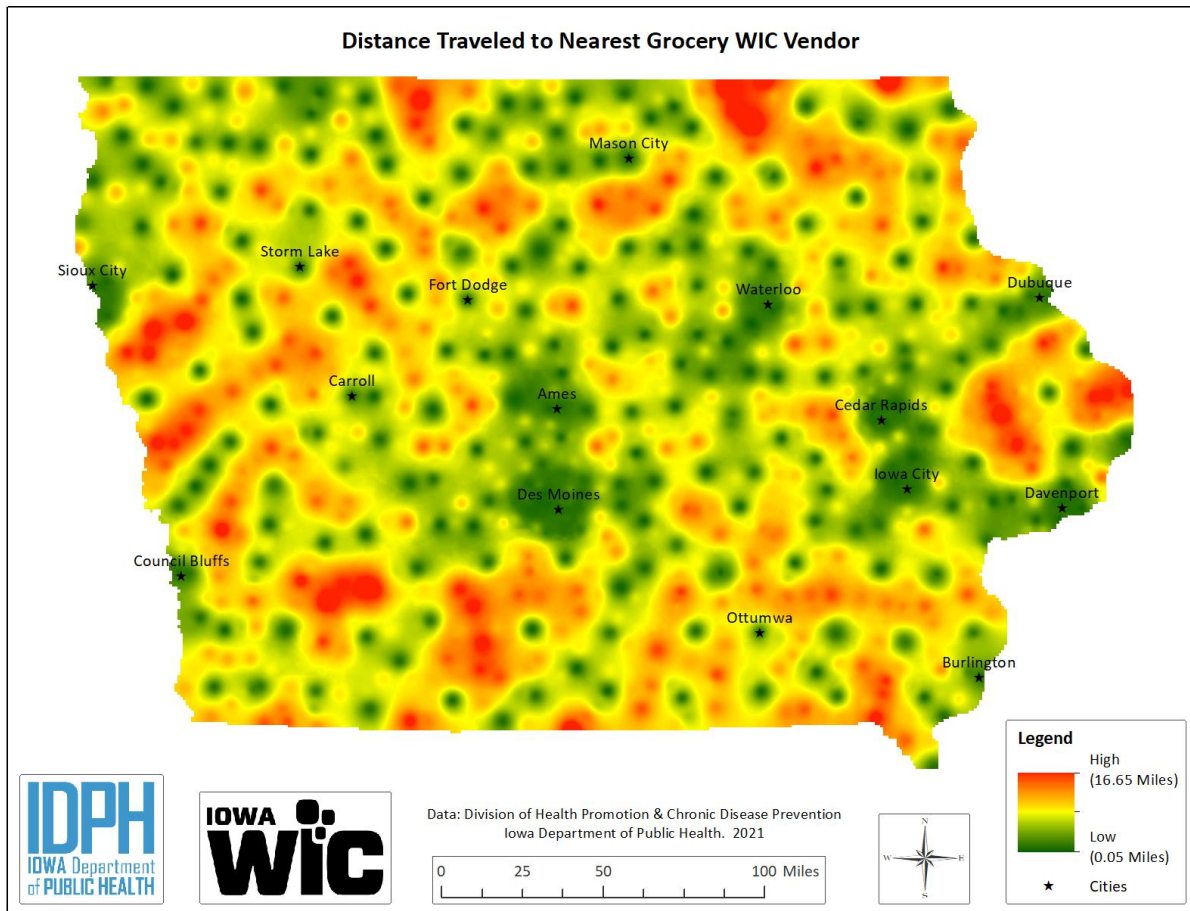 Distance Traveled to Nearest Grocery WIC Vendor
Mason City
Storm Lake
Sioux City
Fort Dodge
Waterloo
Dubuque
Carroll
Ames
Cedar Rapids
Iowa City
Des Moines
Davenport
Council Bluffs
Ottumwa
Burlington
Legend
High
(16.65 Miles)
Low
(0.05 Miles)
Cities
IDPH
IOWA Department
of PUBLIC HEALTH
IOWA
WIC
Data: Division of Health Promotion & Chronic Disease Prevention
Iowa Department of Public Health. 2021
0 25 50 100 Miles
N
W E
S